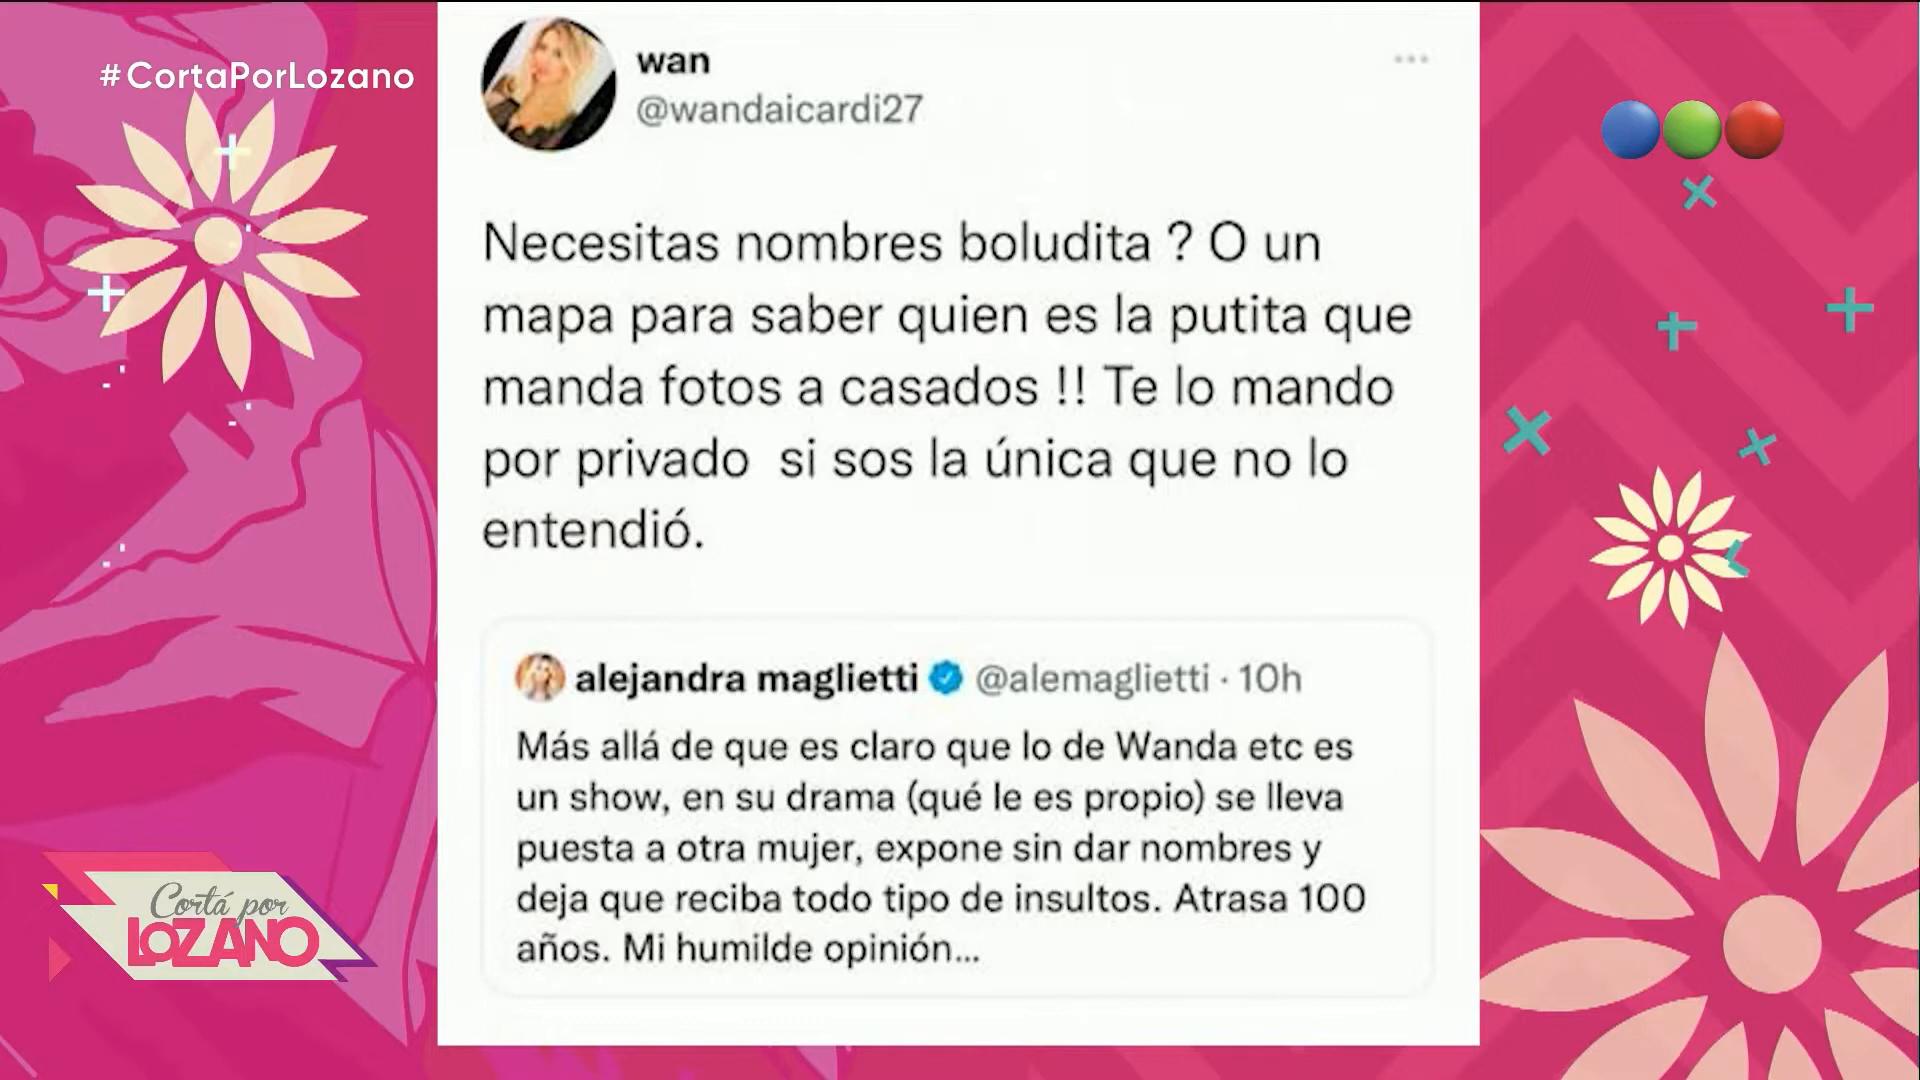 #CortaPorLozano
wan
@wandaicardi27
Necesitas nombres boludita ? O un
mapa para saber quien es la putita que
manda fotos a casados !! Te lo mando
por privado  si sos la única que no lo
entendió.
alejandra maglietti @alemaglietti · 10h
Más allá de que es claro que lo de Wanda etc es
un show, en su drama (qué le es propio) se lleva
puesta a otra mujer, expone sin dar nombres y
deja que reciba todo tipo de insultos. Atrasa 100
años. Mi humilde opinión...
Cortá por
LOZANO